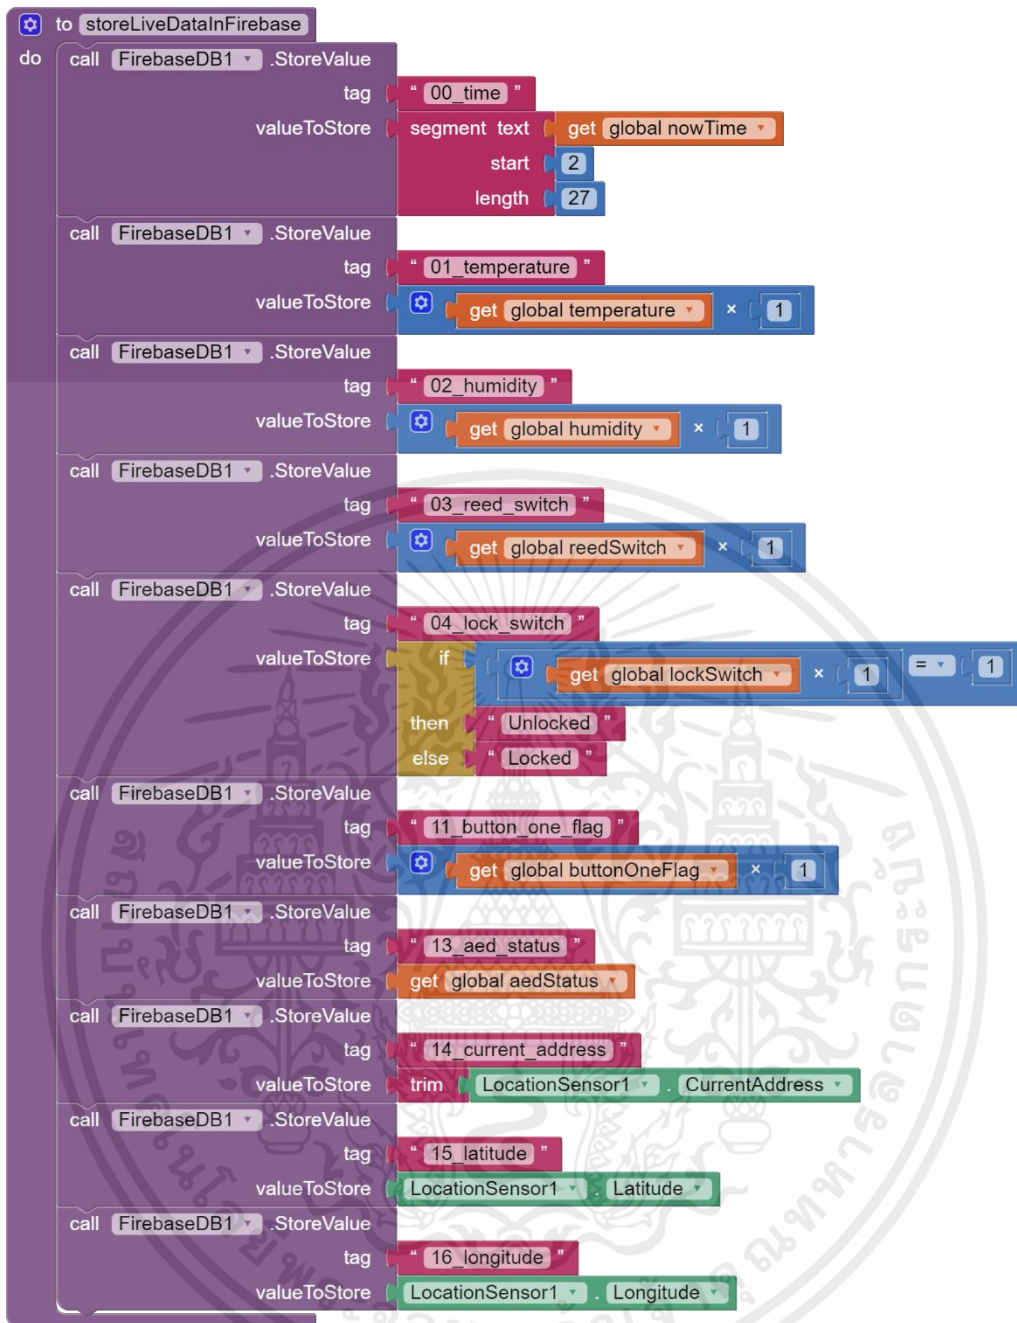 to storeLiveDataInFirebase
do call FirebaseDB1 .StoreValue
tag " 00_time "
valueToStore segment text get global nowTime
start 2
length 27
call FirebaseDB1 .StoreValue
tag " 01_temperature "
valueToStore get global temperature × 1
call FirebaseDB1 .StoreValue
tag " 02_humidity "
valueToStore get global humidity × 1
call FirebaseDB1 .StoreValue
tag " 03_reed_switch "
valueToStore get global reedSwitch × 1
call FirebaseDB1 .StoreValue
tag " 04_lock_switch "
valueToStore if get global lockSwitch × 1 = 1
then " Unlocked "
else " Locked "
call FirebaseDB1 .StoreValue
tag " 11_button_one_flag "
valueToStore get global buttonOneFlag × 1
call FirebaseDB1 .StoreValue
tag " 13_aed_status "
valueToStore get global aedStatus
call FirebaseDB1 .StoreValue
tag " 14_current_address "
valueToStore trim LocationSensor1 . CurrentAddress
call FirebaseDB1 .StoreValue
tag " 15_latitude "
valueToStore LocationSensor1 . Latitude
call FirebaseDB1 .StoreValue
tag " 16_longitude "
valueToStore LocationSensor1 . Longitude